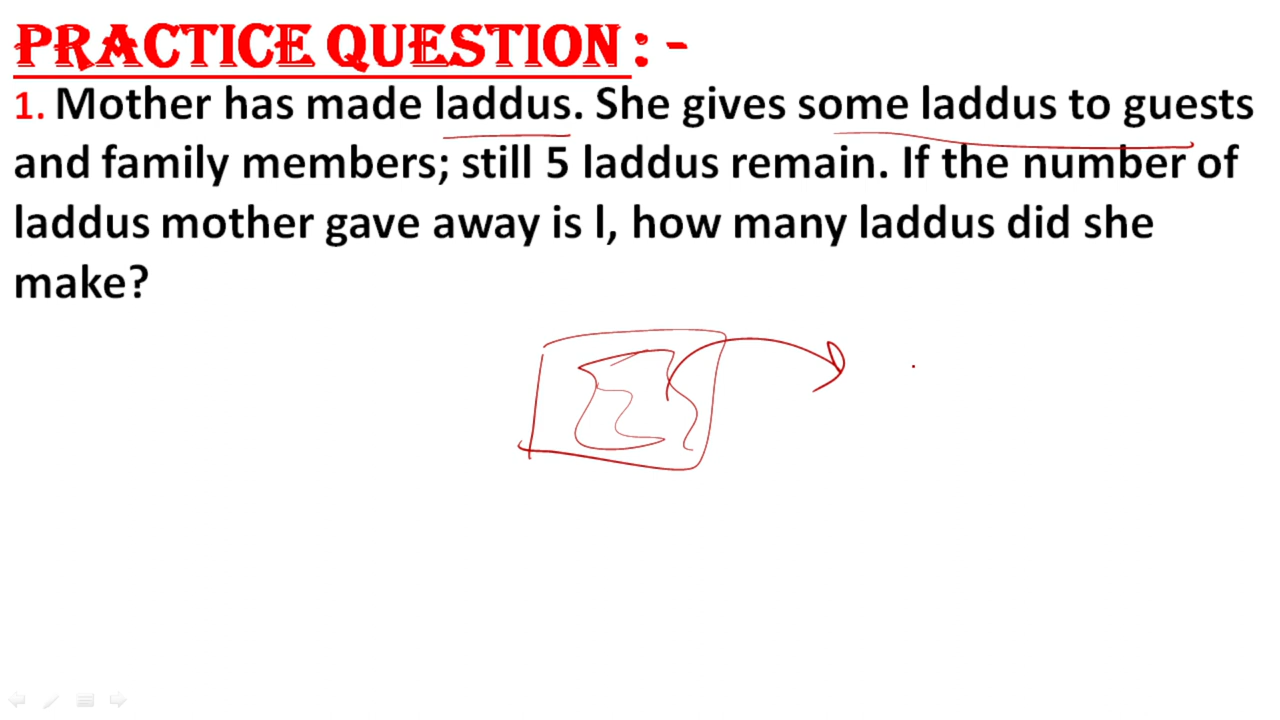 PRACTICE QUESTION : -
1. Mother has made laddus. She gives some laddus to guests
and family members; still 5 laddus remain. If the number of
laddus mother gave away is l, how many laddus did she
make?